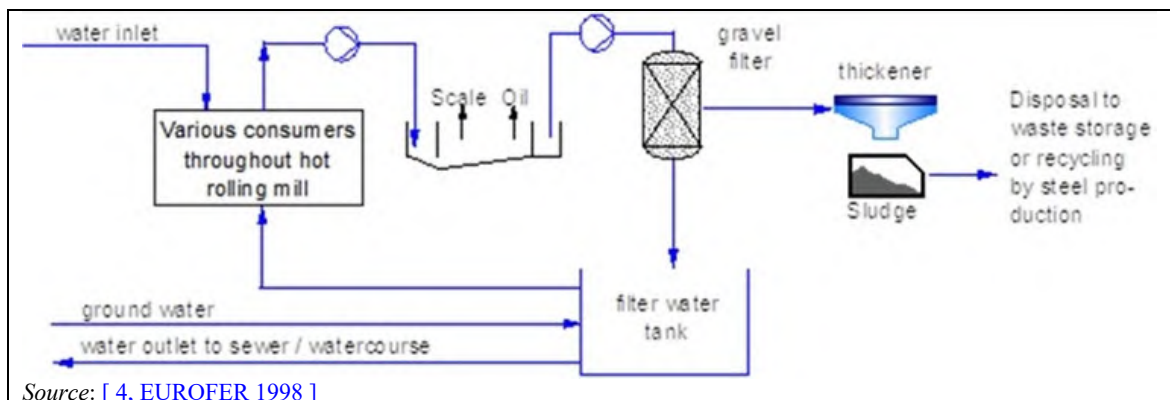 water inlet
gravel
filter
thickener
Scale Oil
Various consumers
throughout hot
rolling mill
Disposal to
waste storage
or recycling
by steel pro-
duction
Sludge
filter water
tank
ground water
water outlet to sewer / watercourse
Source: [ 4, EUROFER 1998 ]